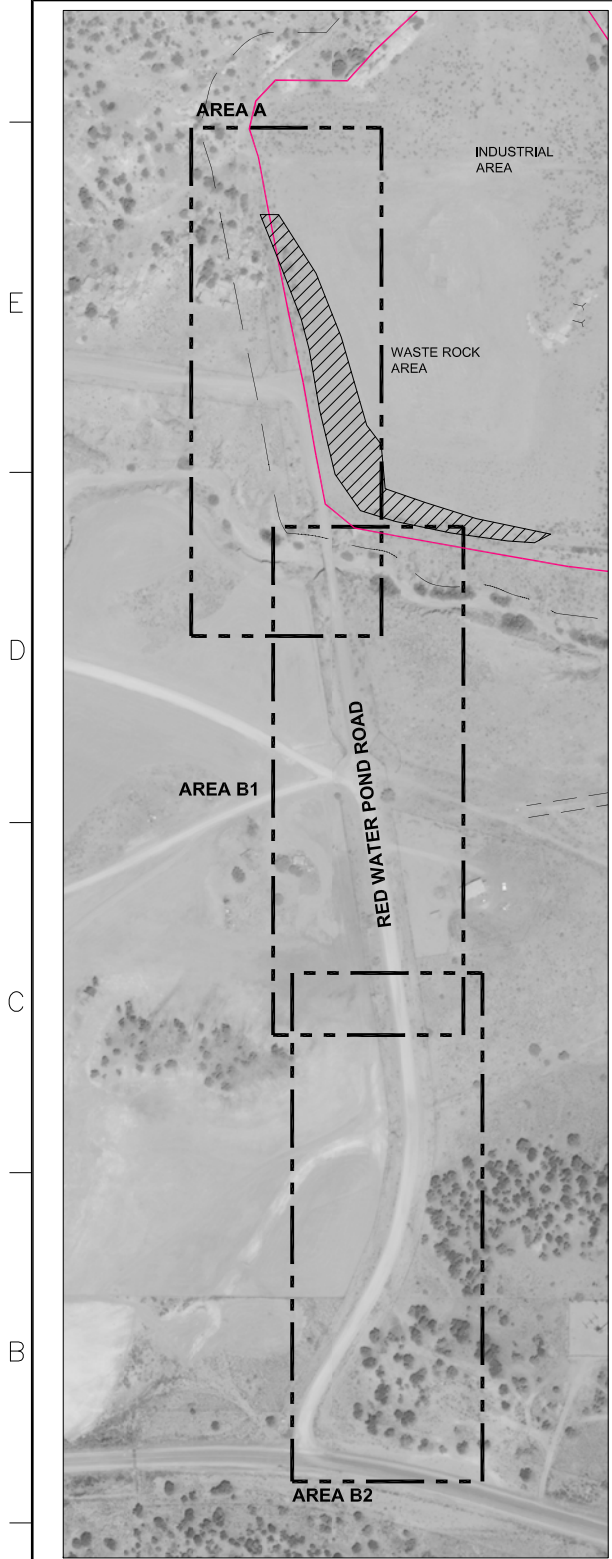 AREA A
INDUSTRIAL
AREA
E
WASTE ROCK
AREA
D
RED WATER POND ROAD
AREA B1
C
B
AREA B2